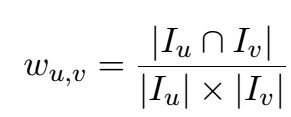 w_{u,v} = \frac{|I_u \cap I_v|}{|I_u| \times |I_v|}